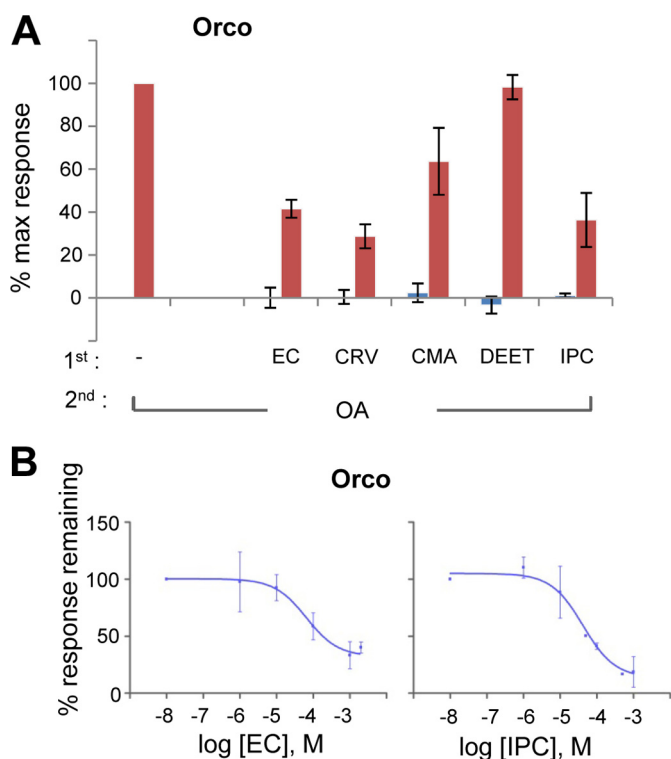 A
Orco
% max response
100
80
60
40
20
0
1st : - EC CRV CMA DEET IPC
2nd : OA
B
Orco
% response remaining
150
100
50
0
-8 -7 -6 -5 -4 -3
log [EC], M
-8 -7 -6 -5 -4 -3
log [IPC], M